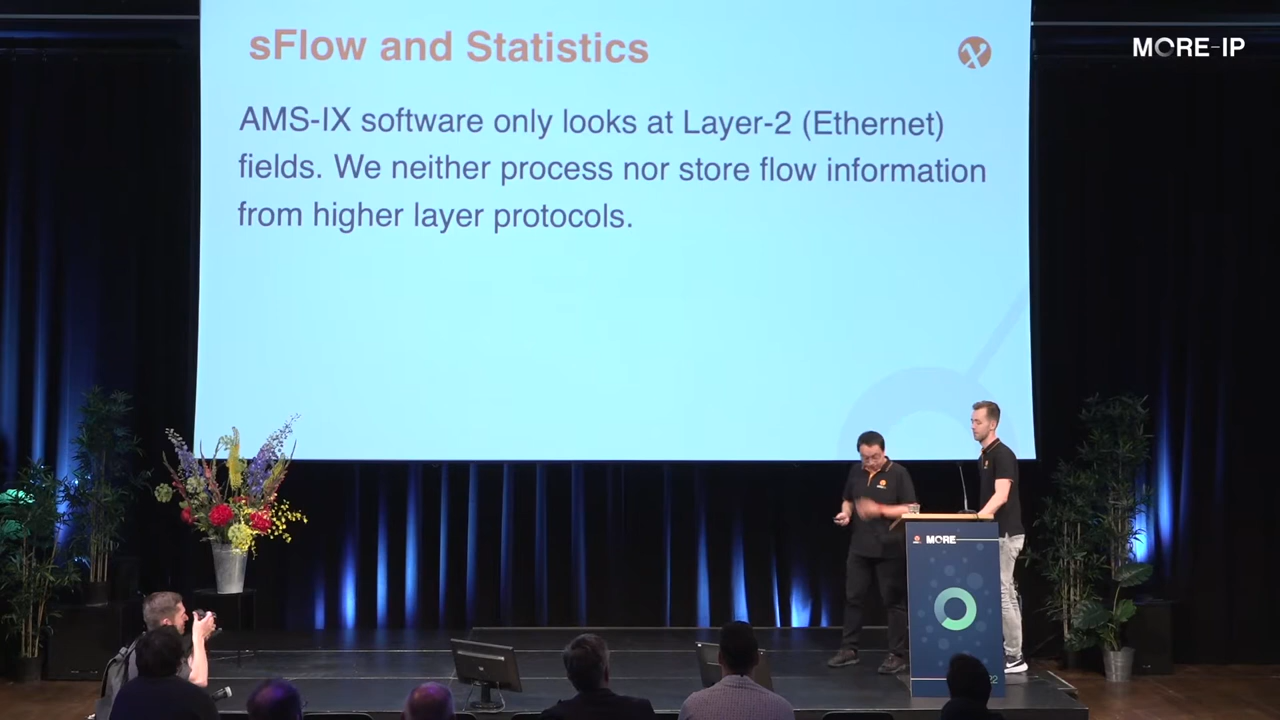 sFlow and Statistics
MORE-IP
AMS-IX software only looks at Layer-2 (Ethernet)
fields. We neither process nor store flow information
from higher layer protocols.
MORE
22